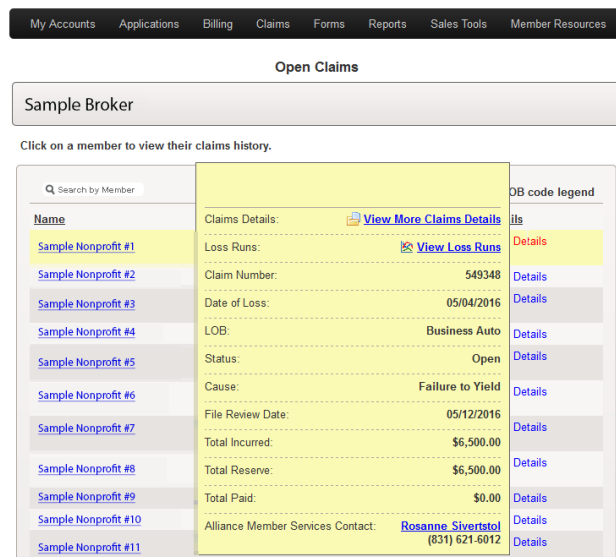 My Accounts Applications Billing Claims Forms Reports Sales Tools Member Resources
Open Claims
Sample Broker
Click on a member to view their claims history.
Search by Member
OB code legend
Name
ils
Sample Nonprofit #1
Details
Sample Nonprofit #2
Details
Sample Nonprofit #3
Details
Sample Nonprofit #4
Details
Sample Nonprofit #5
Details
Sample Nonprofit #6
Details
Sample Nonprofit #7
Details
Sample Nonprofit #8
Details
Sample Nonprofit #9
Details
Sample Nonprofit #10
Details
Sample Nonprofit #11
Details
Claims Details: View More Claims Details
Loss Runs: View Loss Runs
Claim Number: 549348
Date of Loss: 05/04/2016
LOB: Business Auto
Status: Open
Cause: Failure to Yield
File Review Date: 05/12/2016
Total Incurred: $6,500.00
Total Reserve: $6,500.00
Total Paid: $0.00
Alliance Member Services Contact: Rosanne Sivertstol
(831) 621-6012